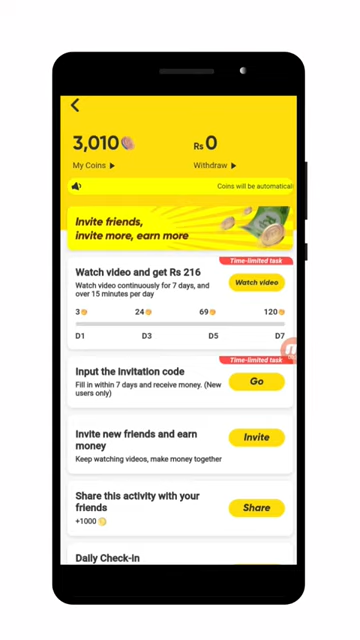 3,010
Rs 0
My Coins
Withdraw
Coins will be automatical
Invite friends,
invite more, earn more
Time-limited task
Watch video and get Rs 216
Watch video
Watch video continuously for 7 days, and
over 15 minutes per day
3 24 69 120
D1 D3 D5 D7
Time-limited task
Input the invitation code
Go
Fill in within 7 days and receive money. (New
users only)
Invite new friends and earn
money
Invite
Keep watching videos, make money together
Share this activity with your
friends
Share
+1000
Daily Check-in